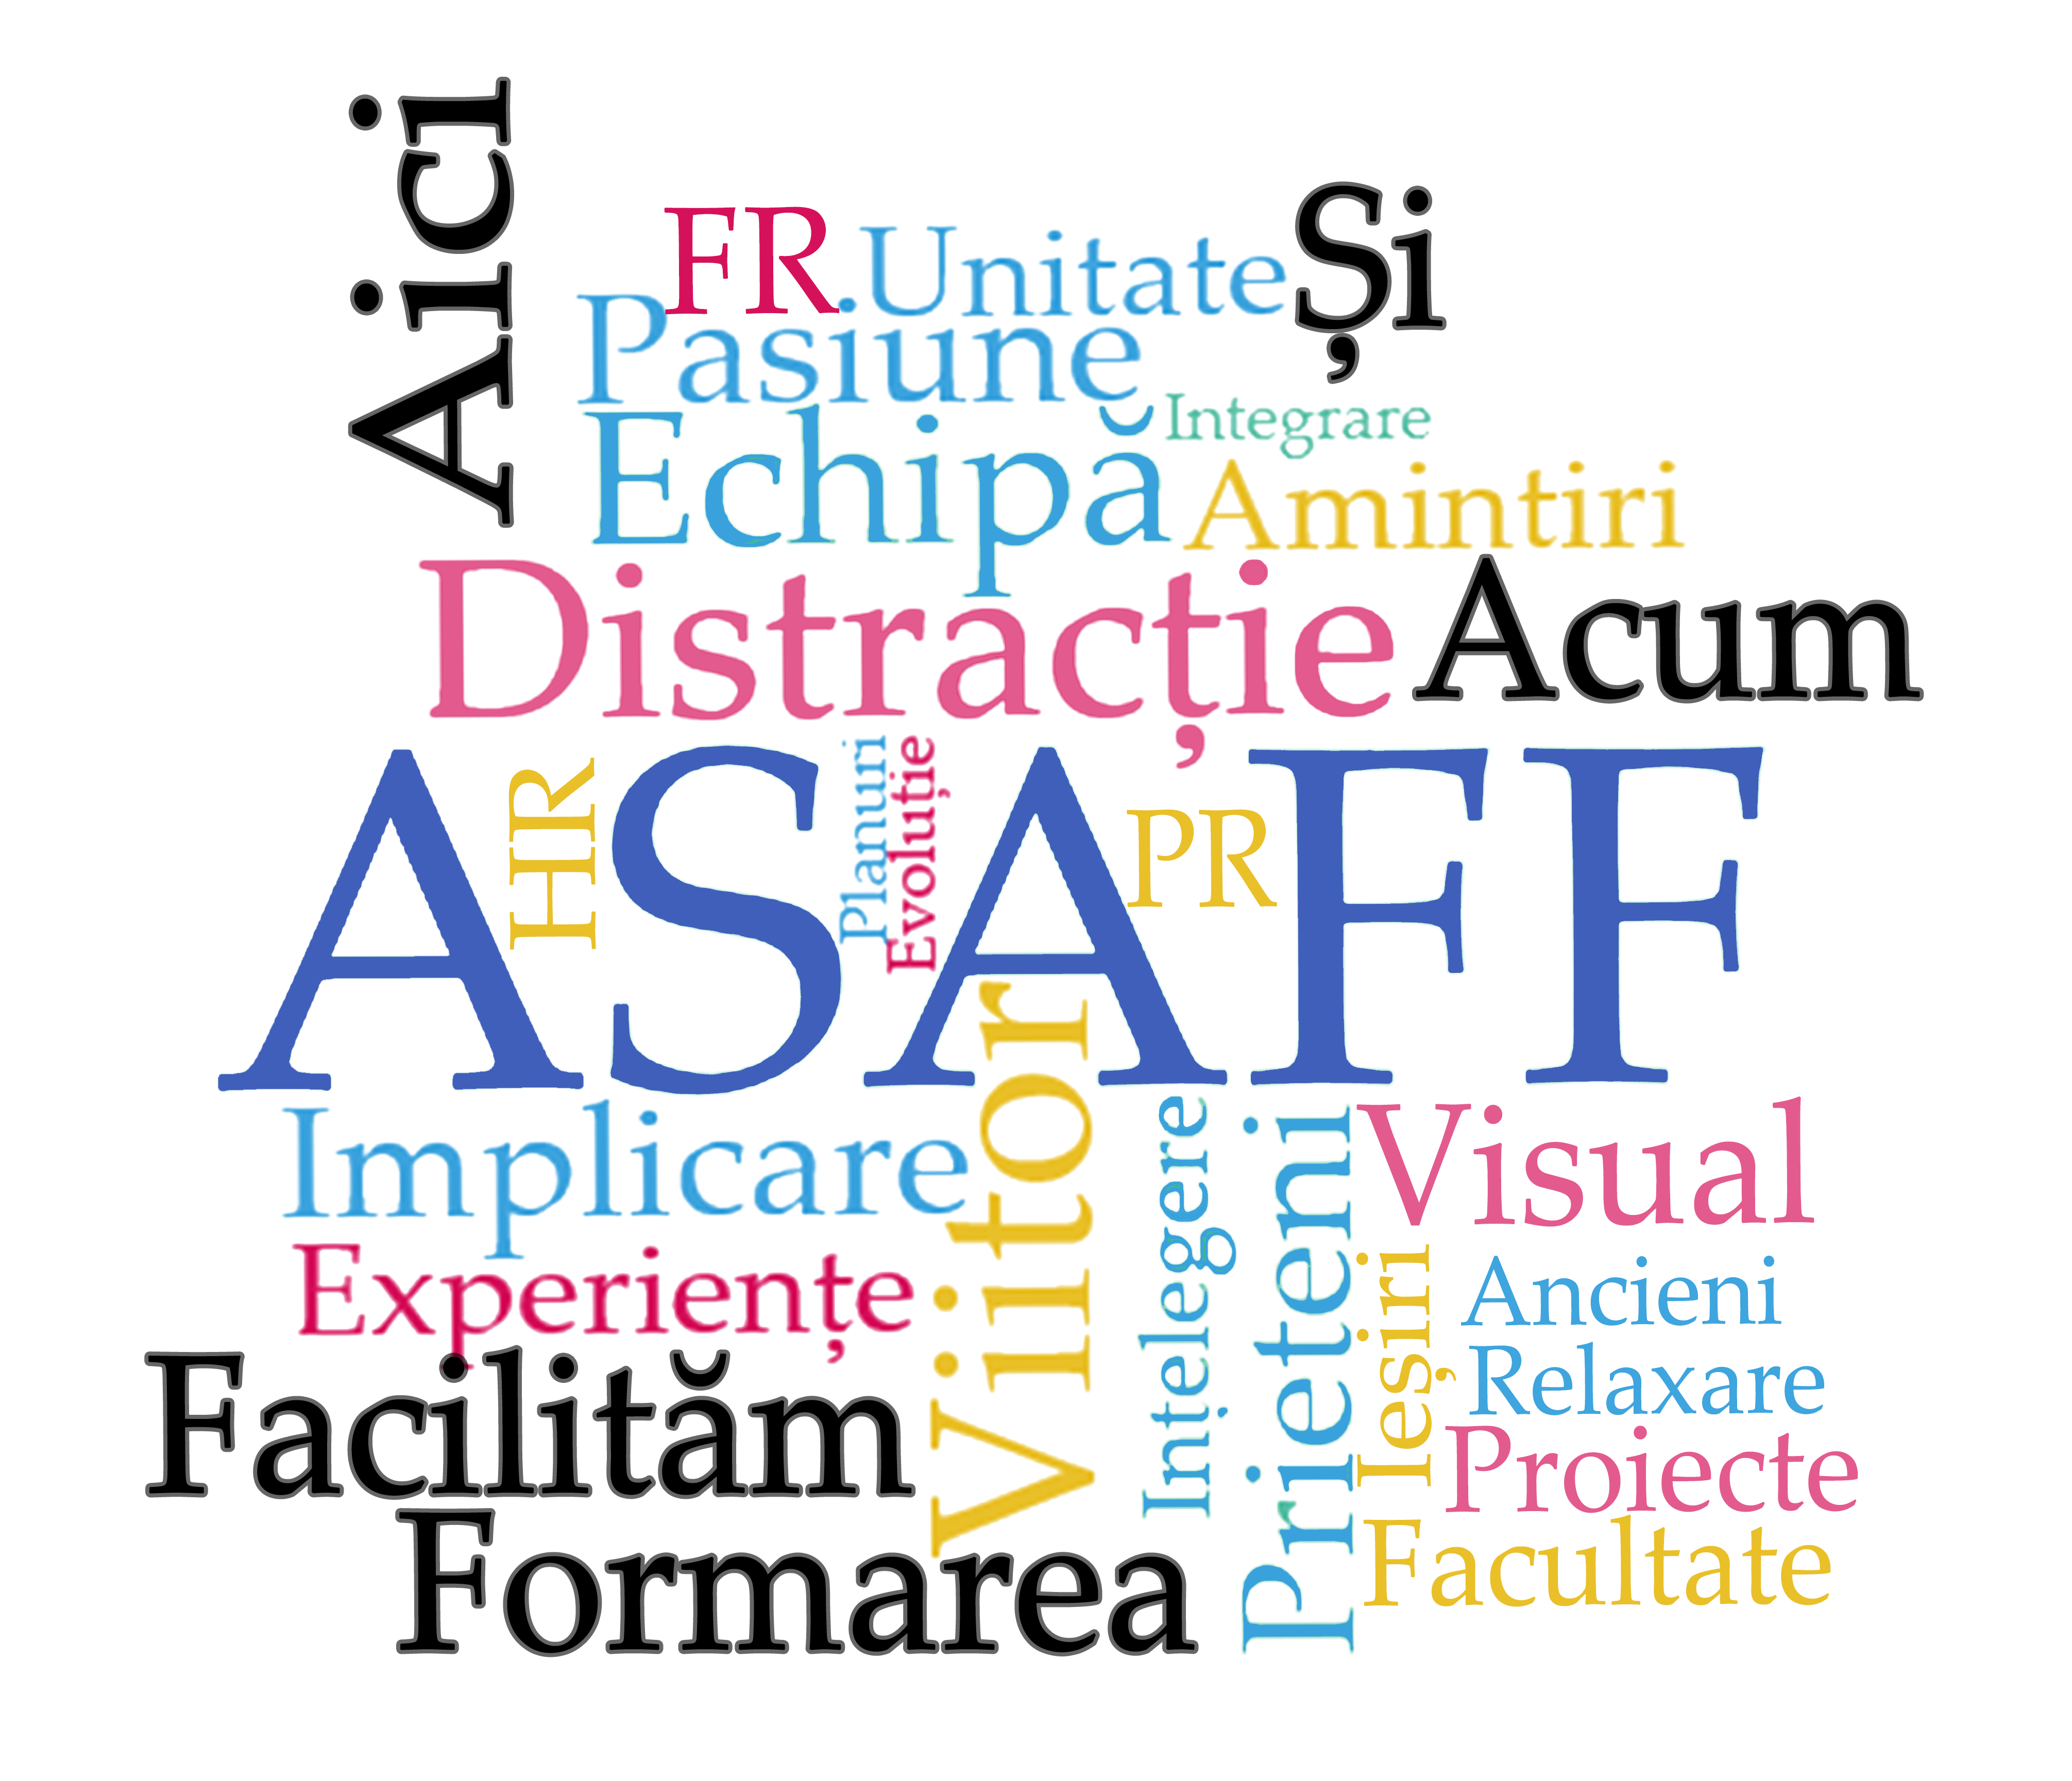 Aici
FR.
Unitate
Și
Pasiune
Integrare
Echipă
Amintiri
Distracție
Acum
HR
Planuri
Evoluție
PR
ASAFF
Viitor
Implicare
Ințelegere
Prieteni
Visual
Experiențe
Ieșiri
Ancieni
Relaxare
Facilităm
Proiecte
Formarea
Facultate